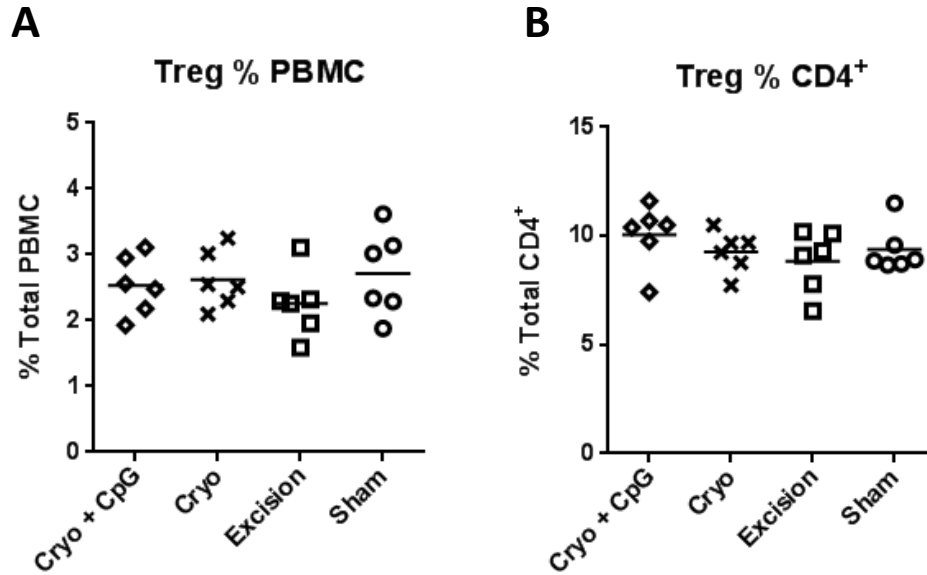 A
Treg % PBMC
% Total PBMC
5
4
3
2
1
0
Cryo + CpG
Cryo
Excision
Sham
B
Treg % CD4⁺
% Total CD4⁺
15
10
5
0
Cryo + CpG
Cryo
Excision
Sham